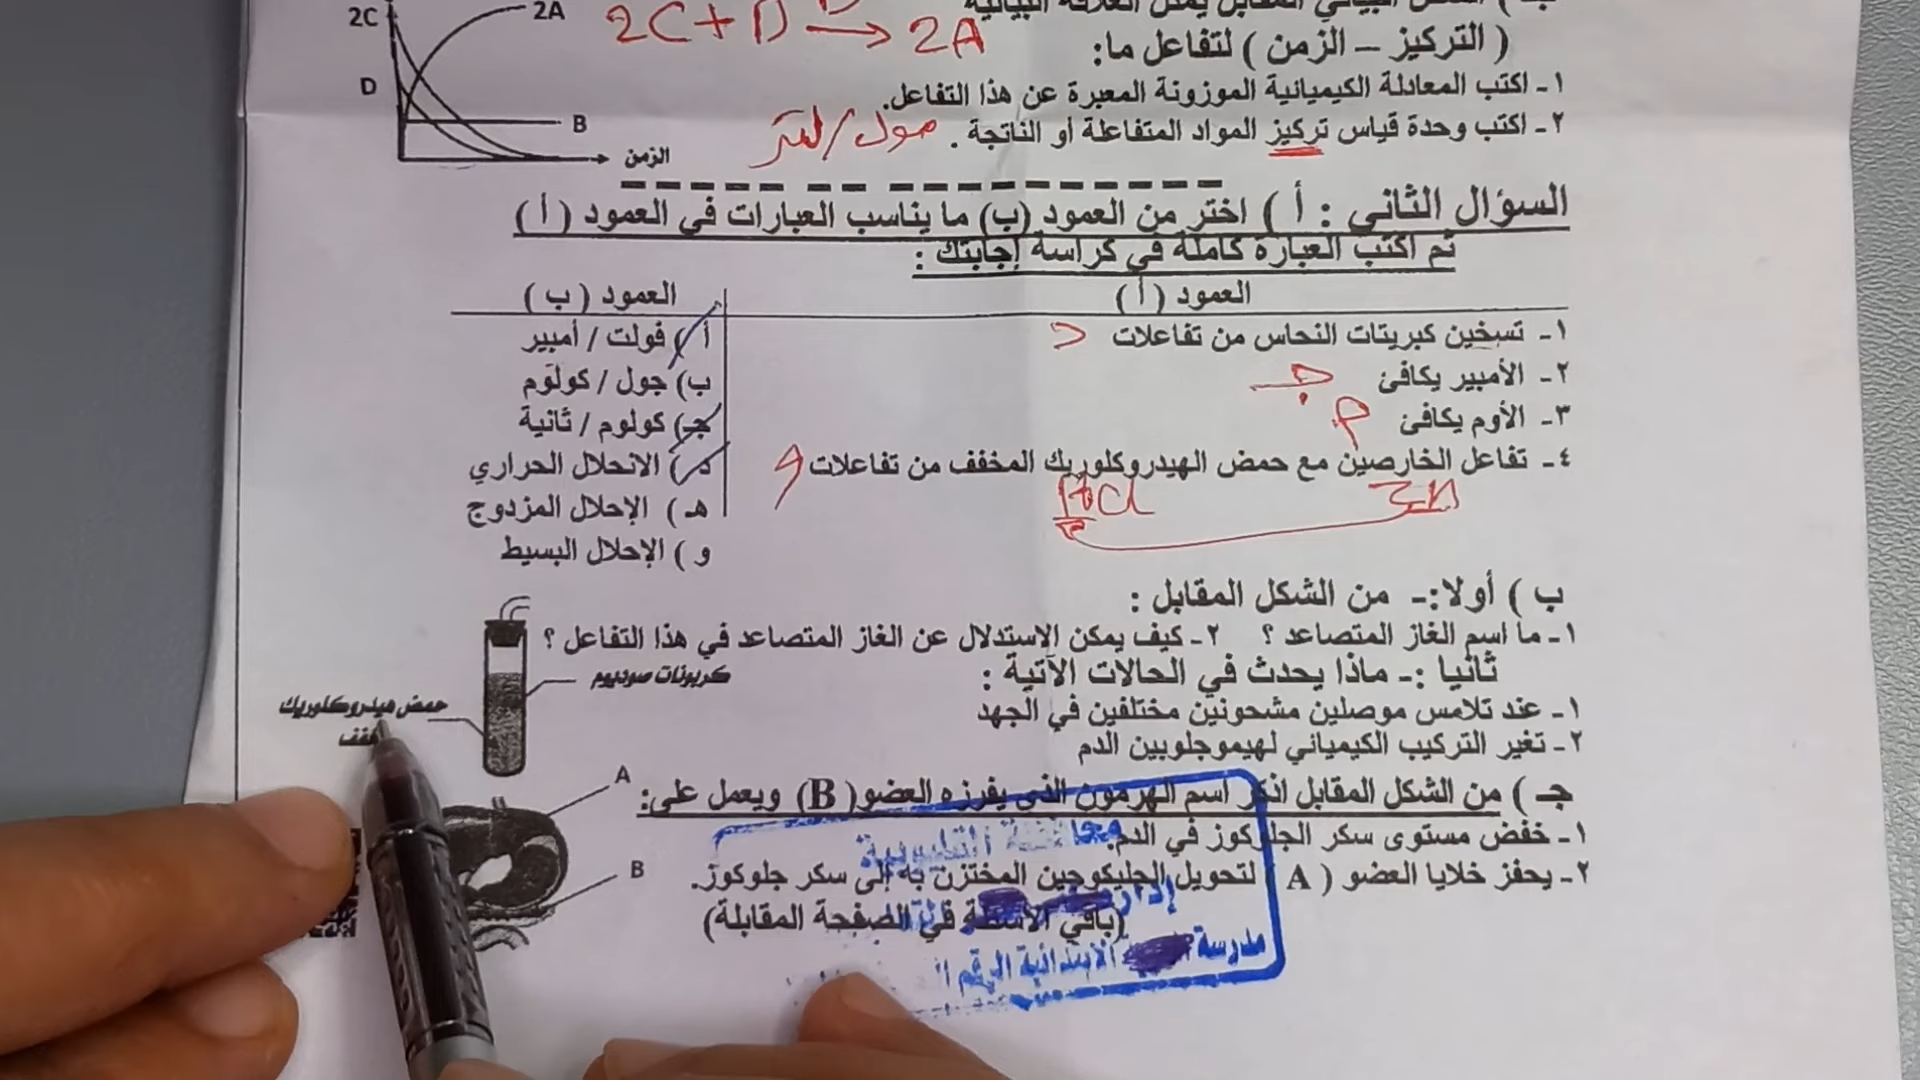 ( التركيز – الزمن ) لتفاعل ما:
2C + D → 2A
2C
2A
D
B
الزمن
١- اكتب المعادلة الكيميائية الموزونة المعبرة عن هذا التفاعل.
٢- اكتب وحدة قياس تركيز المواد المتفاعلة أو الناتجة . مول/لتر
السؤال الثاني : أ ) اختر من العمود (ب) ما يناسب العبارات في العمود ( أ )
ثم اكتب العبارة كاملة في كراسة إجابتك :
العمود ( أ )
العمود ( ب )
١- تسخين كبريتات النحاس من تفاعلات د
أ ) فولت / أمبير
٢- الأمبير يكافئ جـ
ب) جول / كولوم
٣- الأوم يكافئ م
جـ) كولوم / ثانية
٤- تفاعل الخارصين مع حمض الهيدروكلوريك المخفف من تفاعلات و
د ) الانحلال الحراري
HCl Zn
هـ ) الإحلال المزدوج
و ) الإحلال البسيط
ب ) أولا:- من الشكل المقابل :
١- ما اسم الغاز المتصاعد ؟ ٢- كيف يمكن الاستدلال عن الغاز المتصاعد في هذا التفاعل ؟
كربونات صوديوم
حمض هيدروكلوريك
ثانيا :- ماذا يحدث في الحالات الآتية :
١- عند تلامس موصلين مشحونين مختلفين في الجهد
٢- تغير التركيب الكيميائي لهيموجلوبين الدم
جـ ) من الشكل المقابل اذكر اسم الهرمون الذي يفرزه العضو( B) ويعمل على:
A
B
١- خفض مستوى سكر الجلوكوز في الدم.
٢- يحفز خلايا العضو ( A ) لتحويل الجليكوجين المختزن به إلى سكر جلوكوز.
(باقي الأسئلة في الصفحة المقابلة)
محافظة القليوبية
إدارة
مدرسة الابتدائية